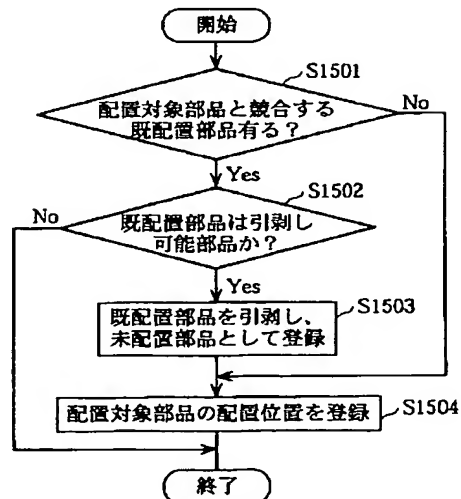 開始
S1501
配置対象部品と競合する
既配置部品有る?
No
Yes
S1502
No
既配置部品は引剥し
可能部品か?
Yes
S1503
既配置部品を引剥し、
未配置部品として登録
配置対象部品の配置位置を登録
S1504
終了